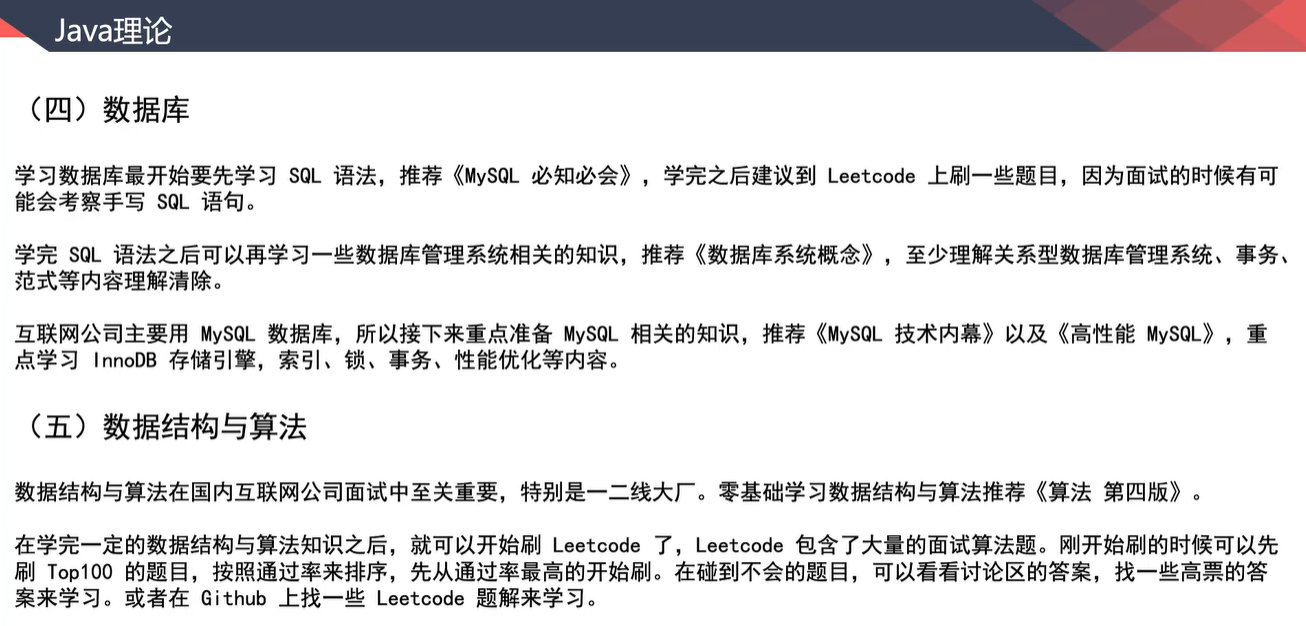 Java理论
（四）数据库
学习数据库最开始要先学习 SQL 语法，推荐《MySQL 必知必会》，学完之后建议到 Leetcode 上刷一些题目，因为面试的时候有可
能会考察手写 SQL 语句。
学完 SQL 语法之后可以再学习一些数据库管理系统相关的知识，推荐《数据库系统概念》，至少理解关系型数据库管理系统、事务、
范式等内容理解清除。
互联网公司主要用 MySQL 数据库，所以接下来重点准备 MySQL 相关的知识，推荐《MySQL 技术内幕》以及《高性能 MySQL》，重
点学习 InnoDB 存储引擎，索引、锁、事务、性能优化等内容。
（五）数据结构与算法
数据结构与算法在国内互联网公司面试中至关重要，特别是一二线大厂。零基础学习数据结构与算法推荐《算法 第四版》。
在学完一定的数据结构与算法知识之后，就可以开始刷 Leetcode 了，Leetcode 包含了大量的面试算法题。刚开始刷的时候可以先
刷 Top100 的题目，按照通过率来排序，先从通过率最高的开始刷。在碰到不会的题目，可以看看讨论区的答案，找一些高票的答
案来学习。或者在 Github 上找一些 Leetcode 题解来学习。